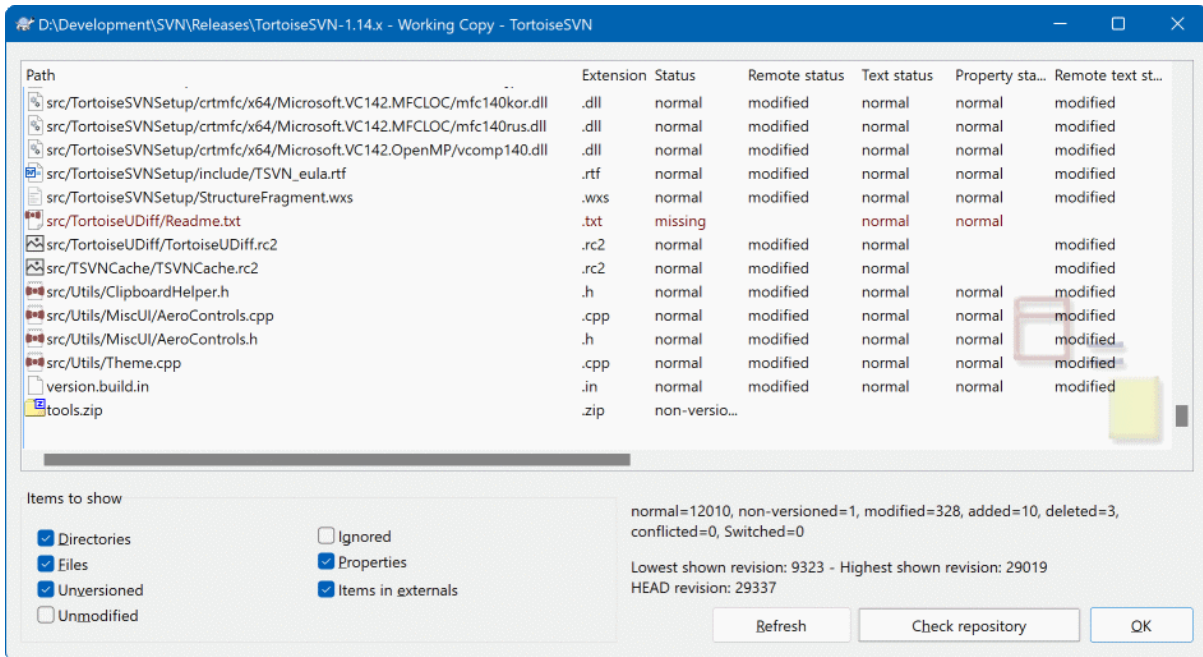 D:\Development\SVN\Releases\TortoiseSVN-1.14.x - Working Copy - TortoiseSVN
Path Extension Status Remote status Text status Property sta... Remote text st...
src/TortoiseSVNSetup/crtmfc/x64/Microsoft.VC142.MFCLOC/mfc140kor.dll .dll normal modified normal normal modified
src/TortoiseSVNSetup/crtmfc/x64/Microsoft.VC142.MFCLOC/mfc140rus.dll .dll normal modified normal normal modified
src/TortoiseSVNSetup/crtmfc/x64/Microsoft.VC142.OpenMP/vcomp140.dll .dll normal modified normal normal modified
src/TortoiseSVNSetup/include/TSVN_eula.rtf .rtf normal modified normal normal modified
src/TortoiseSVNSetup/StructureFragment.wxs .wxs normal modified normal normal modified
src/TortoiseUDiff/Readme.txt .txt missing normal normal
src/TortoiseUDiff/TortoiseUDiff.rc2 .rc2 normal modified normal modified
src/TSVNCache/TSVNCache.rc2 .rc2 normal modified normal modified
src/Utils/ClipboardHelper.h .h normal modified normal normal modified
src/Utils/MiscUI/AeroControls.cpp .cpp normal modified normal normal modified
src/Utils/MiscUI/AeroControls.h .h normal modified normal normal modified
src/Utils/Theme.cpp .cpp normal modified normal normal modified
version.build.in .in normal modified normal normal modified
tools.zip .zip non-versio...
Items to show
Directories
Files
Unversioned
Unmodified
Ignored
Properties
Items in externals
normal=12010, non-versioned=1, modified=328, added=10, deleted=3,
conflicted=0, Switched=0
Lowest shown revision: 9323 - Highest shown revision: 29019
HEAD revision: 29337
Refresh Check repository OK